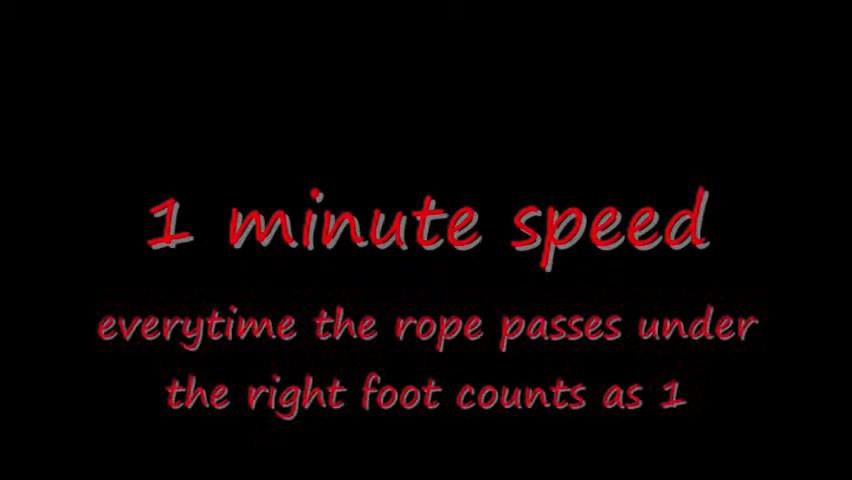 1 minute speed
everytime the rope passes under
the right foot counts as 1